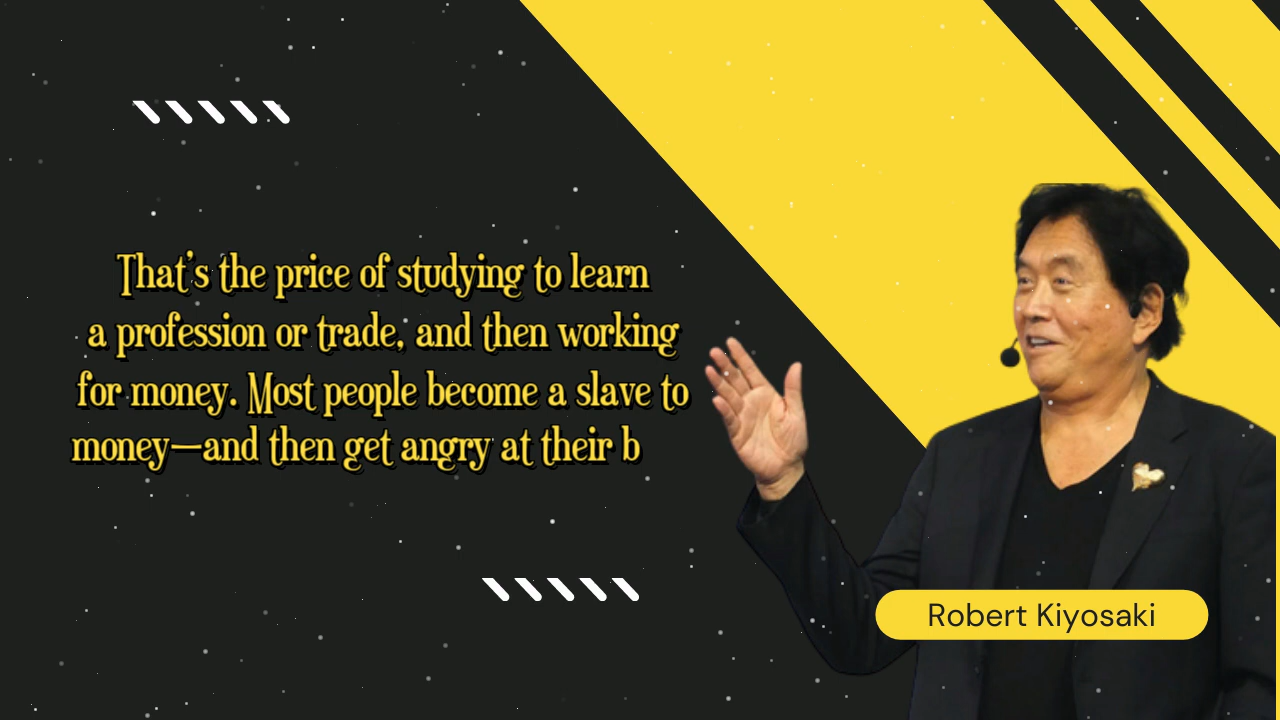 That's the price of studying to learn
a profession or trade, and then working
for money. Most people become a slave to
money—and then get angry at their b
Robert Kiyosaki